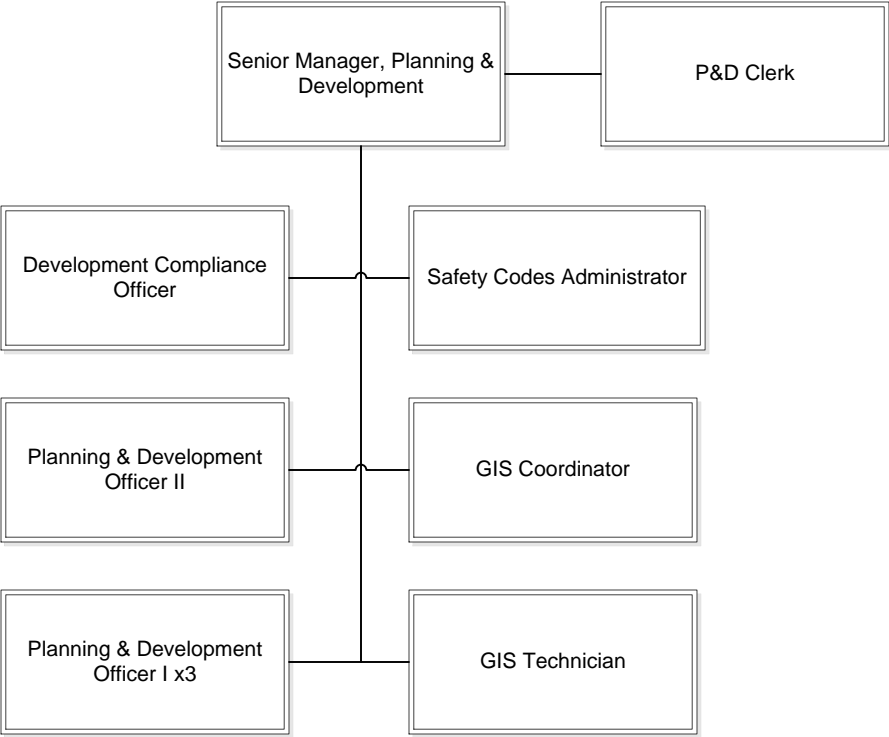 Senior Manager, Planning &
Development
P&D Clerk
Development Compliance
Officer
Safety Codes Administrator
Planning & Development
Officer II
GIS Coordinator
Planning & Development
Officer I x3
GIS Technician